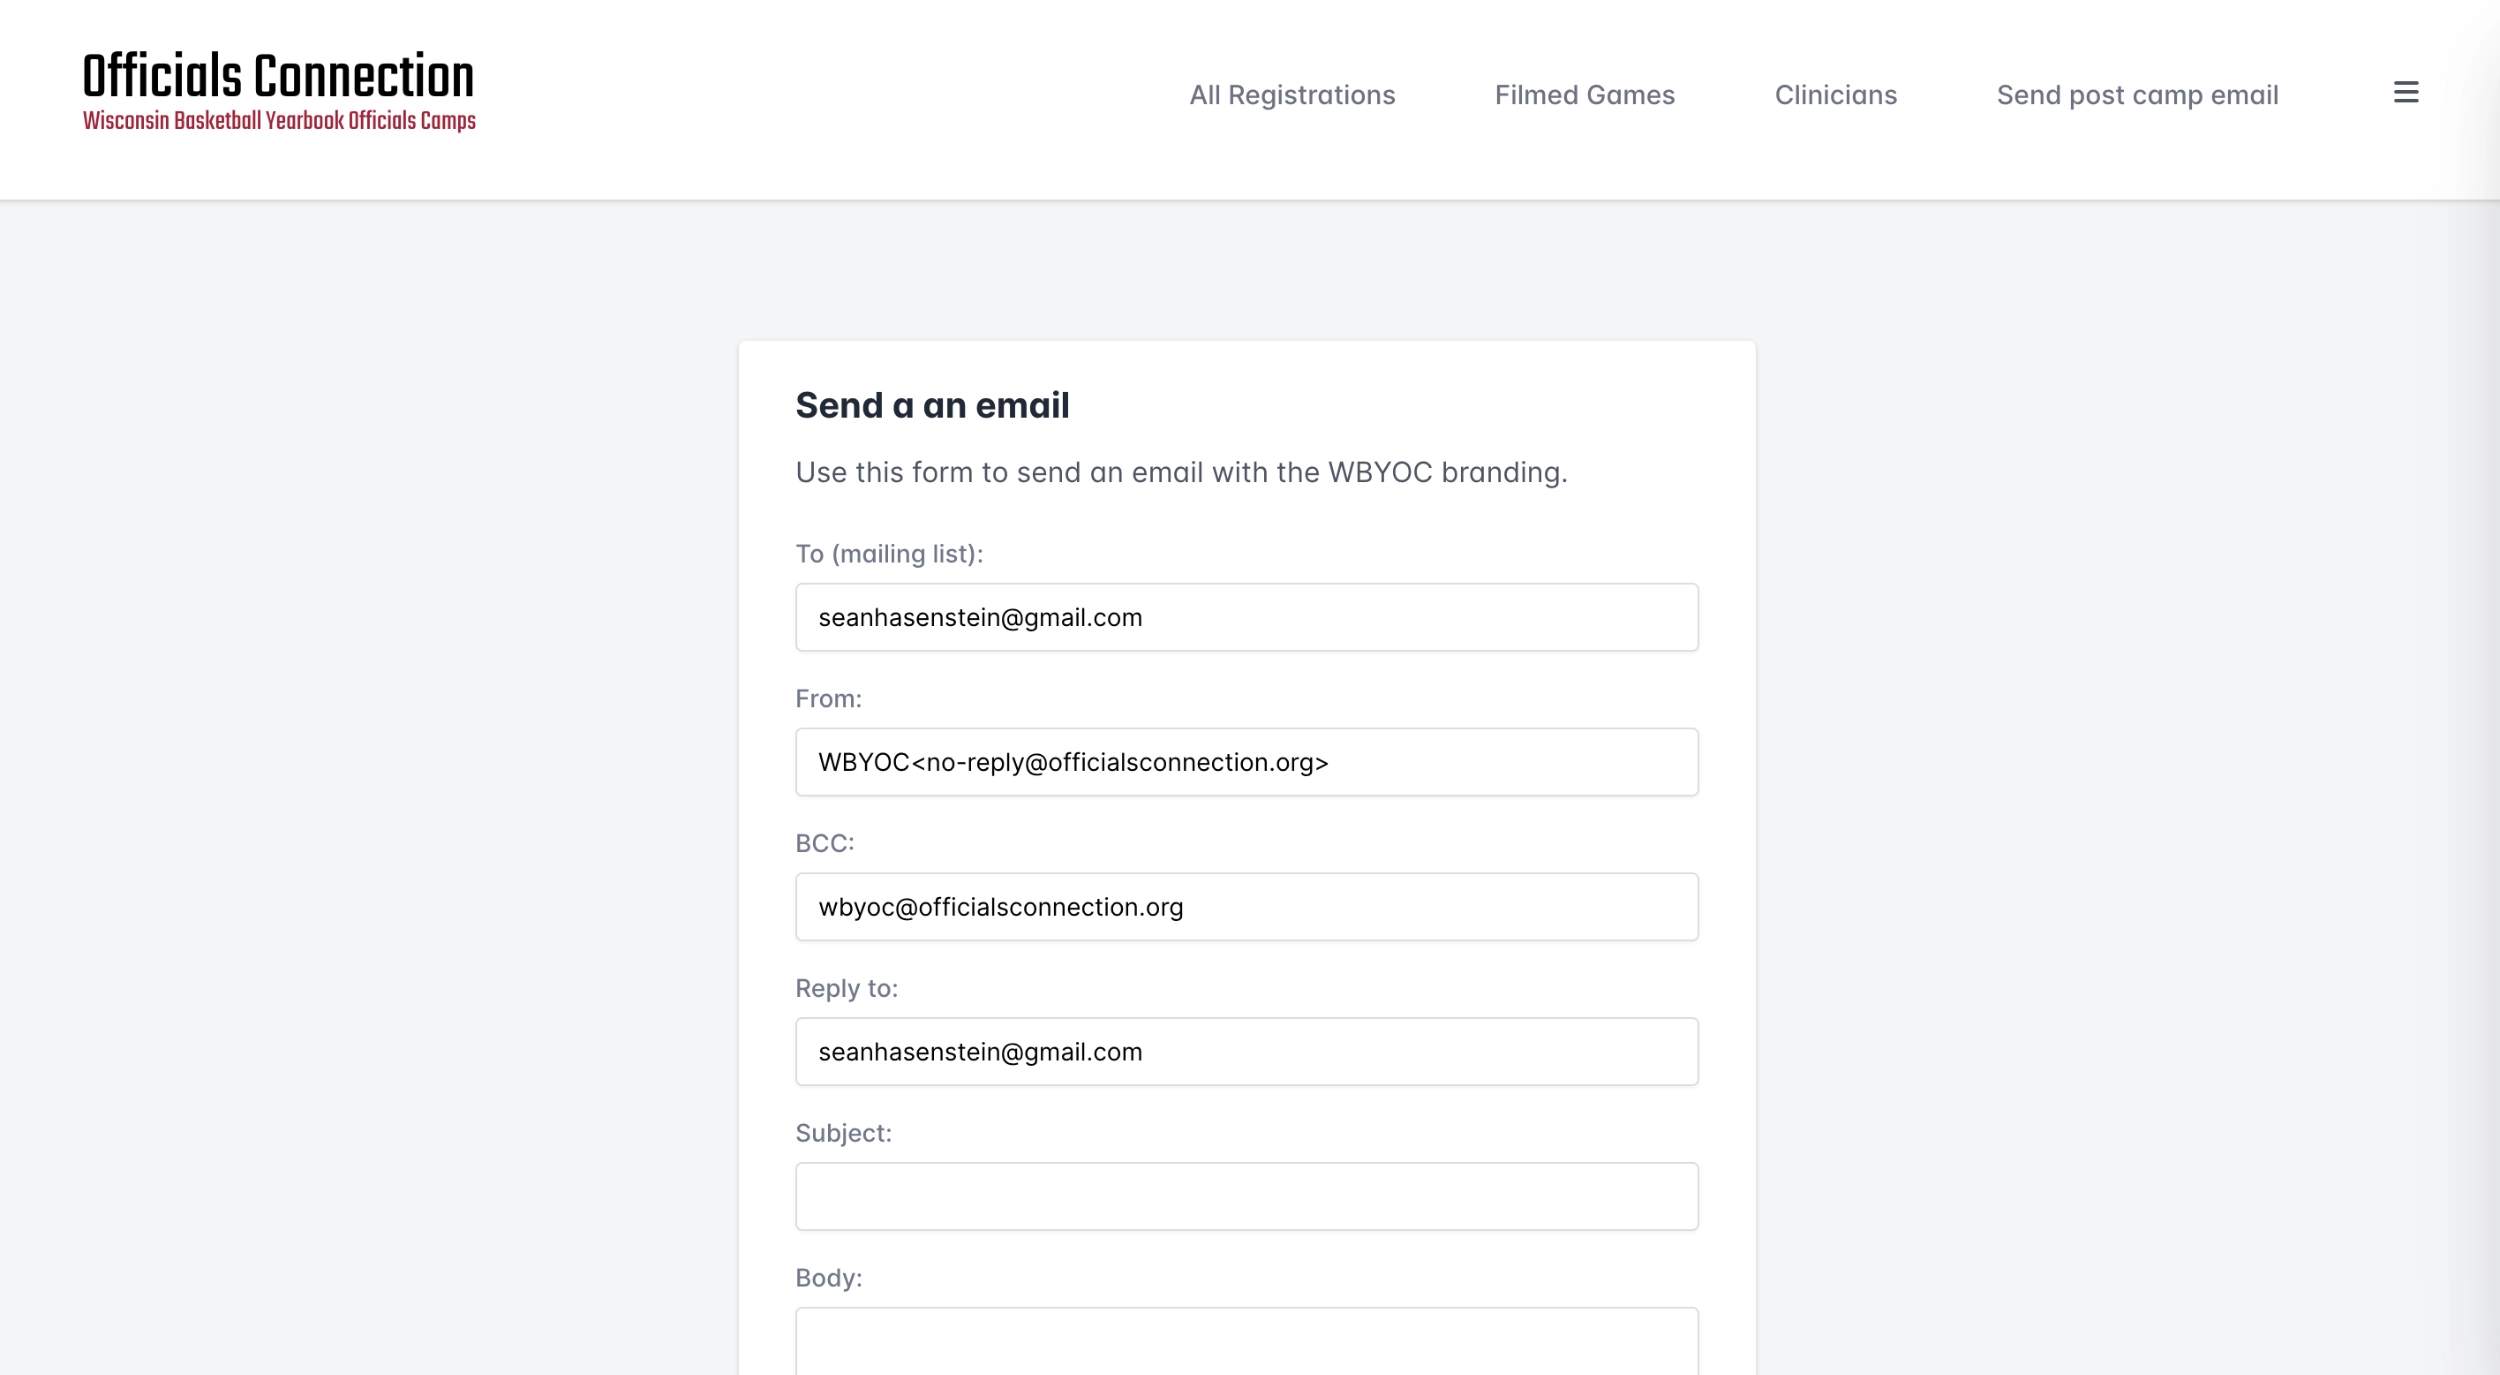 Officials Connection
Wisconsin Basketball Yearbook Officials Camps
All Registrations
Filmed Games
Clinicians
Send post camp email
Send a an email
Use this form to send an email with the WBYOC branding.
To (mailing list):
seanhasenstein@gmail.com
From:
WBYOC<no-reply@officialsconnection.org>
BCC:
wbyoc@officialsconnection.org
Reply to:
seanhasenstein@gmail.com
Subject:
Body: